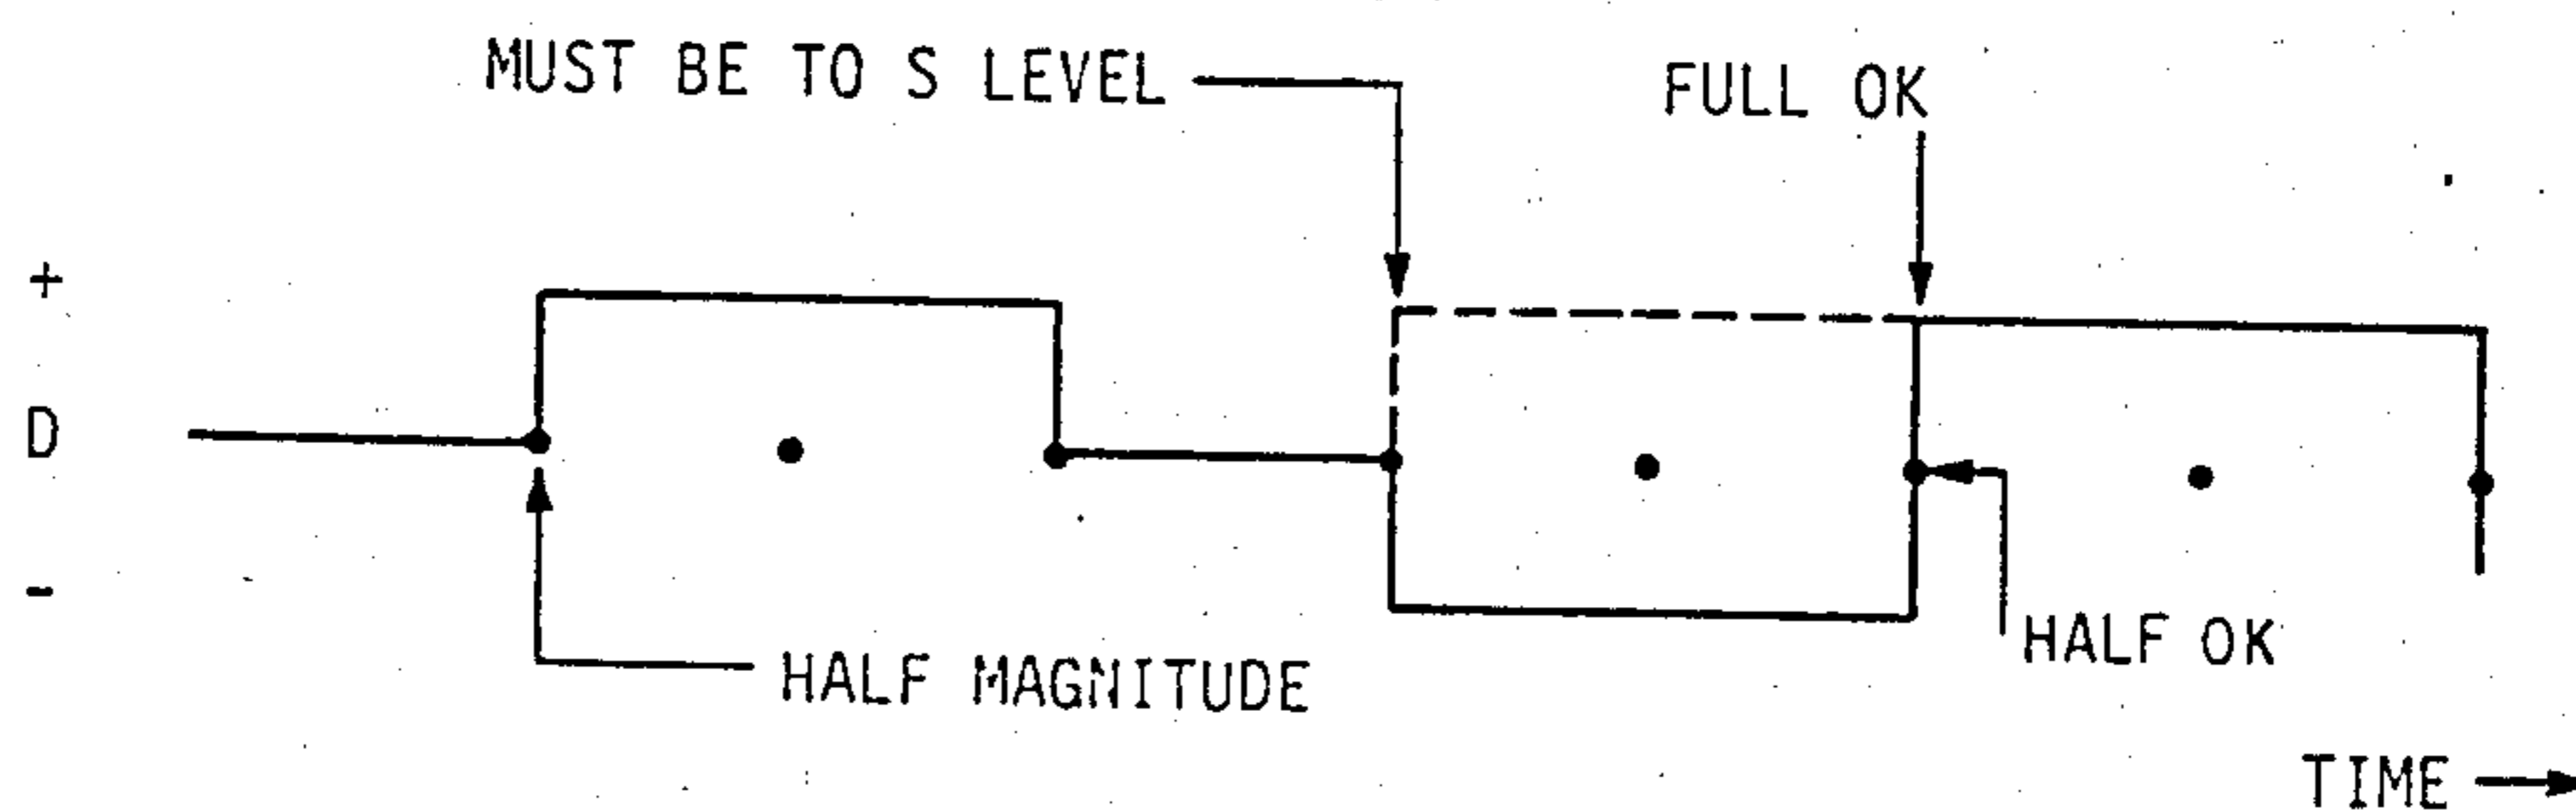 MUST BE TO S LEVEL
FULL OK
+
D
-
HALF OK
HALF MAGNITUDE
TIME